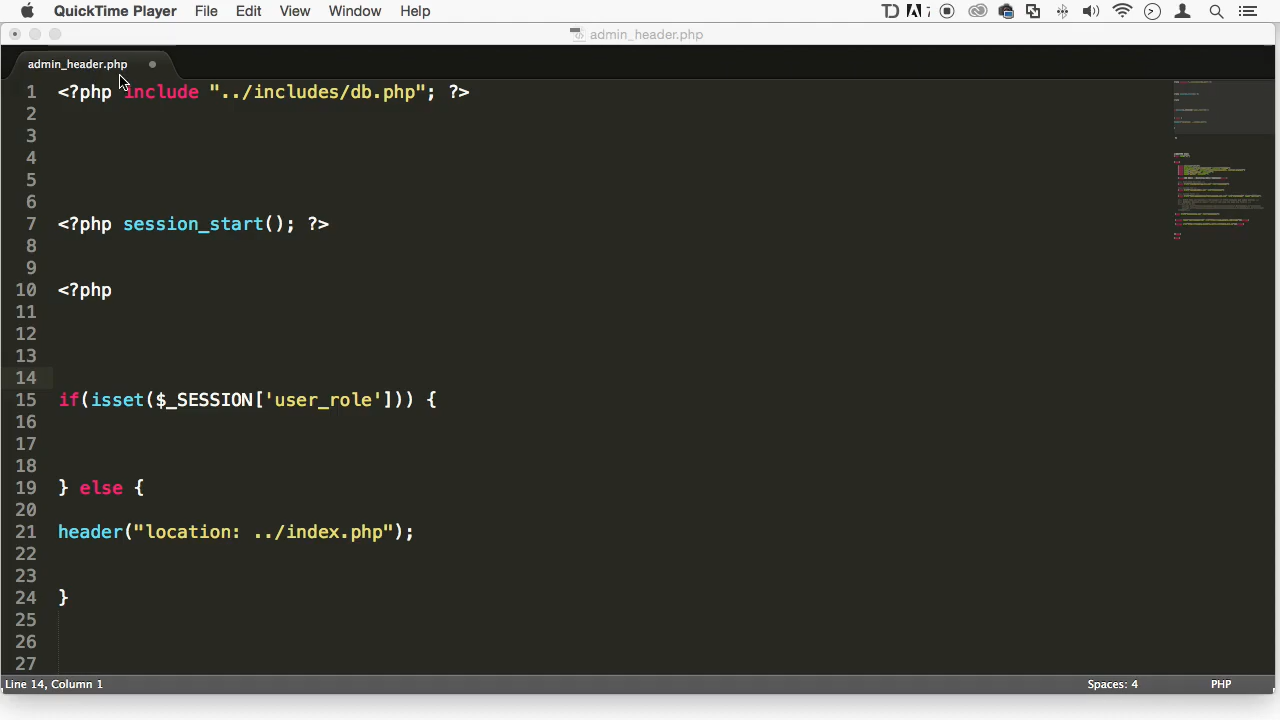 QuickTime Player File Edit View Window Help
admin_header.php
admin_header.php
1 <?php include "../includes/db.php"; ?>
2
3
4
5
6
7 <?php session_start(); ?>
8
9
10 <?php
11
12
13
14
15 if(isset($_SESSION['user_role'])) {
16
17
18
19 } else {
20
21 header("location: ../index.php");
22
23
24 }
25
26
27
Line 14, Column 1 Spaces: 4 PHP